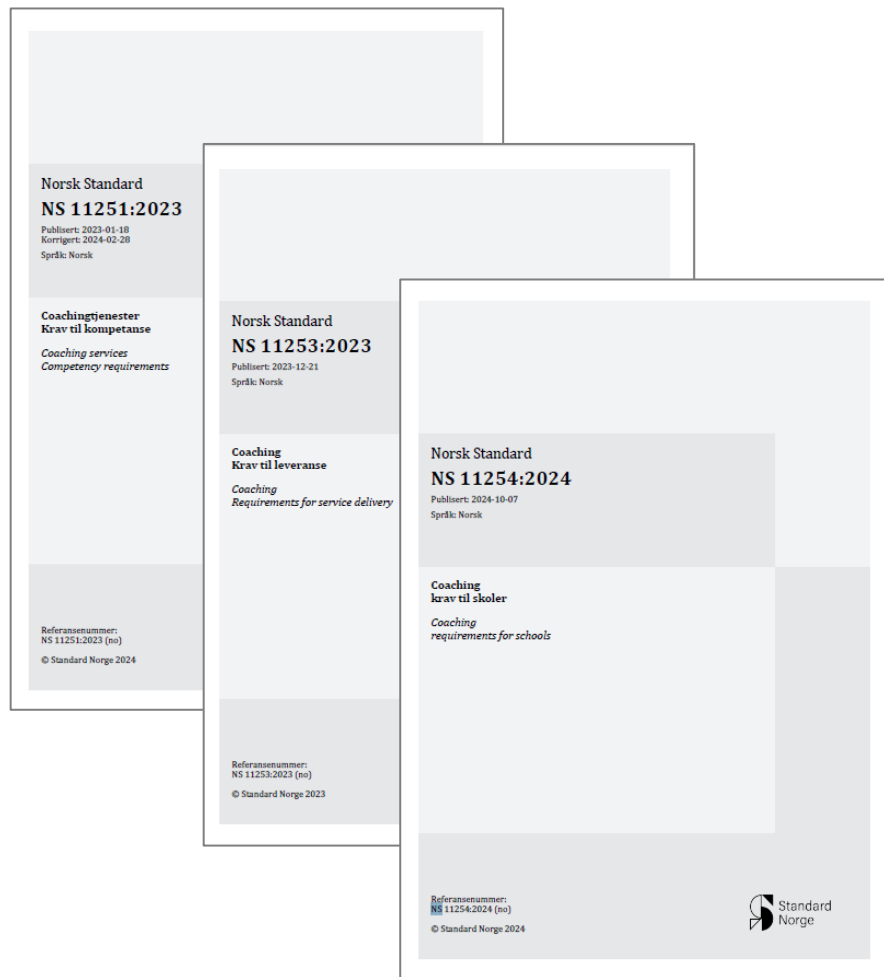 Norsk Standard
NS 11251:2023
Publisert: 2023-01-18
Korrigert: 2024-02-28
Språk: Norsk
Coachingtjenester
Krav til kompetanse
Coaching services
Competency requirements
Referansenummer:
NS 11251:2023 (no)
© Standard Norge 2024
Norsk Standard
NS 11253:2023
Publisert: 2023-12-21
Språk: Norsk
Coaching
Krav til leveranse
Coaching
Requirements for service delivery
Referansenummer:
NS 11253:2023 (no)
© Standard Norge 2023
Norsk Standard
NS 11254:2024
Publisert: 2024-10-07
Språk: Norsk
Coaching
krav til skoler
Coaching
requirements for schools
Referansenummer:
NS 11254:2024 (no)
© Standard Norge 2024
Standard
Norge